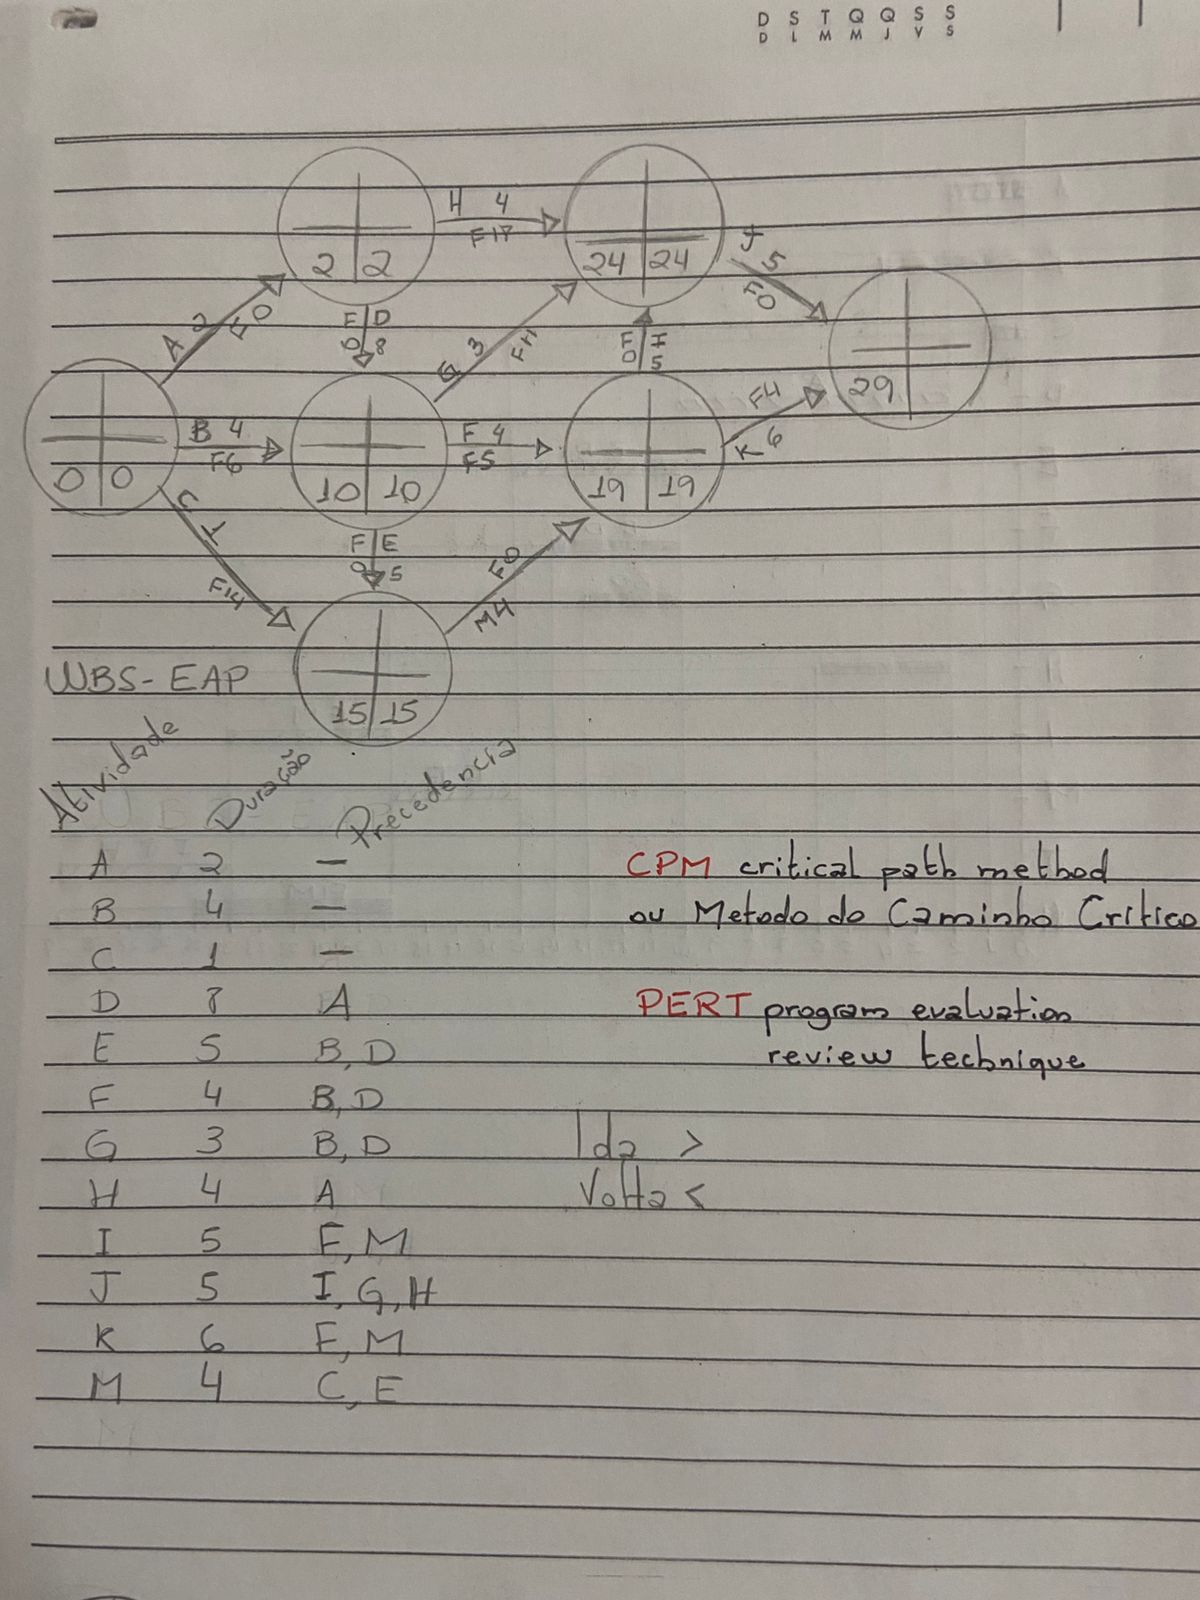 D S T Q Q S S
D L M M J V S
H 4
F18
2 2
24 24
J 5
F0
A 2
F0
F D
0 8
G 3
F11
F I
0 5
29
B 4
F6
F 4
F5
F4
K 6
0 0
10 10
19 19
C 1
F14
F E
0 5
F0
M4
WBS-EAP
15 15
Atividade Duração Precedencia
A 2 —
CPM critical path method
B 4 —
ou Metodo do Caminho Crítico
C 1 —
D 8 A
PERT program evaluation
E 5 B, D
review technique
F 4 B, D
G 3 B, D
Ida >
H 4 A
Volta <
I 5 F, M
J 5 I, G, H
K 6 F, M
M 4 C, E